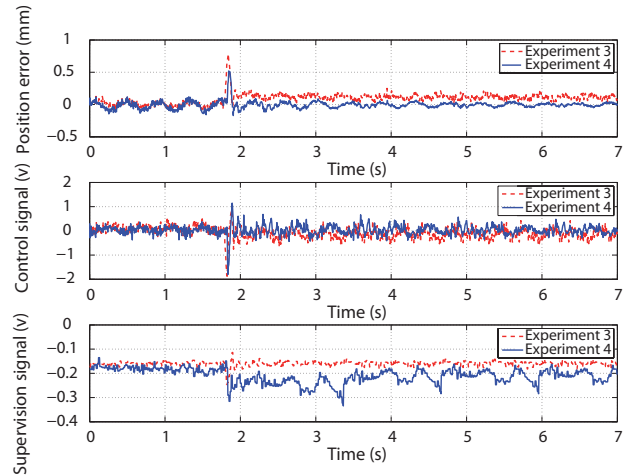 Position error (mm)
1
0.5
0
−0.5
Experiment 3
Experiment 4
0 1 2 3 4 5 6 7
Time (s)
Control signal (v)
2
1
0
−1
−2
Experiment 3
Experiment 4
0 1 2 3 4 5 6 7
Time (s)
Supervision signal (v)
0
−0.1
−0.2
−0.3
−0.4
Experiment 3
Experiment 4
0 1 2 3 4 5 6 7
Time (s)